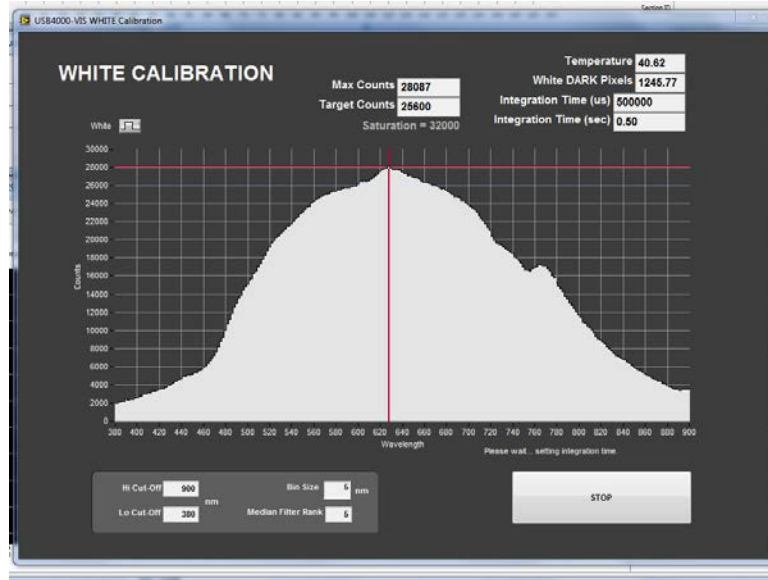 Section ID
USB4000-VIS WHITE Calibration
WHITE CALIBRATION
Max Counts 28087
Target Counts 25600
Saturation = 32000
Temperature 40.62
White DARK Pixels 1245.77
Integration Time (us) 500000
Integration Time (sec) 0.50
White
30000
28000
26000
24000
22000
20000
18000
16000
14000
12000
10000
8000
6000
4000
2000
0
Counts
380 400 420 440 460 480 500 520 540 560 580 600 620 640 660 680 700 720 740 760 780 800 820 840 860 880 900
Wavelength
Please wait... setting integration time
Hi Cut-Off 900
nm
Lo Cut-Off 380
Bin Size 5 nm
Median Filter Rank 5
STOP